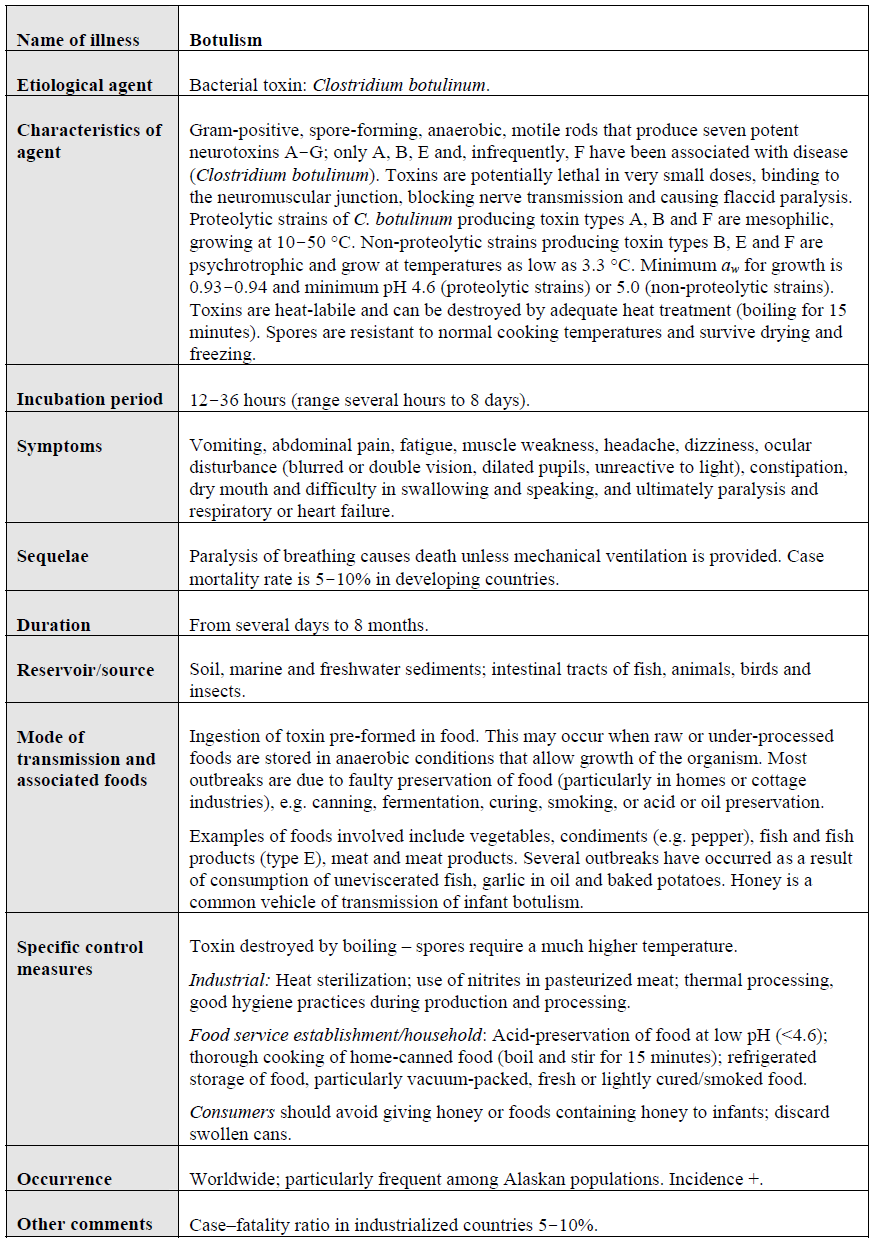 Name of illness
Botulism
Etiological agent
Bacterial toxin: Clostridium botulinum.
Characteristics of
agent
Gram-positive, spore-forming, anaerobic, motile rods that produce seven potent
neurotoxins A−G; only A, B, E and, infrequently, F have been associated with disease
(Clostridium botulinum). Toxins are potentially lethal in very small doses, binding to
the neuromuscular junction, blocking nerve transmission and causing flaccid paralysis.
Proteolytic strains of C. botulinum producing toxin types A, B and F are mesophilic,
growing at 10−50 °C. Non-proteolytic strains producing toxin types B, E and F are
psychrotrophic and grow at temperatures as low as 3.3 °C. Minimum aw for growth is
0.93−0.94 and minimum pH 4.6 (proteolytic strains) or 5.0 (non-proteolytic strains).
Toxins are heat-labile and can be destroyed by adequate heat treatment (boiling for 15
minutes). Spores are resistant to normal cooking temperatures and survive drying and
freezing.
Incubation period
12−36 hours (range several hours to 8 days).
Symptoms
Vomiting, abdominal pain, fatigue, muscle weakness, headache, dizziness, ocular
disturbance (blurred or double vision, dilated pupils, unreactive to light), constipation,
dry mouth and difficulty in swallowing and speaking, and ultimately paralysis and
respiratory or heart failure.
Sequelae
Paralysis of breathing causes death unless mechanical ventilation is provided. Case
mortality rate is 5−10% in developing countries.
Duration
From several days to 8 months.
Reservoir/source
Soil, marine and freshwater sediments; intestinal tracts of fish, animals, birds and
insects.
Mode of
transmission and
associated foods
Ingestion of toxin pre-formed in food. This may occur when raw or under-processed
foods are stored in anaerobic conditions that allow growth of the organism. Most
outbreaks are due to faulty preservation of food (particularly in homes or cottage
industries), e.g. canning, fermentation, curing, smoking, or acid or oil preservation.
Examples of foods involved include vegetables, condiments (e.g. pepper), fish and fish
products (type E), meat and meat products. Several outbreaks have occurred as a result
of consumption of uneviscerated fish, garlic in oil and baked potatoes. Honey is a
common vehicle of transmission of infant botulism.
Specific control
measures
Toxin destroyed by boiling – spores require a much higher temperature.
Industrial: Heat sterilization; use of nitrites in pasteurized meat; thermal processing,
good hygiene practices during production and processing.
Food service establishment/household: Acid-preservation of food at low pH (<4.6);
thorough cooking of home-canned food (boil and stir for 15 minutes); refrigerated
storage of food, particularly vacuum-packed, fresh or lightly cured/smoked food.
Consumers should avoid giving honey or foods containing honey to infants; discard
swollen cans.
Occurrence
Worldwide; particularly frequent among Alaskan populations. Incidence +.
Other comments
Case–fatality ratio in industrialized countries 5−10%.